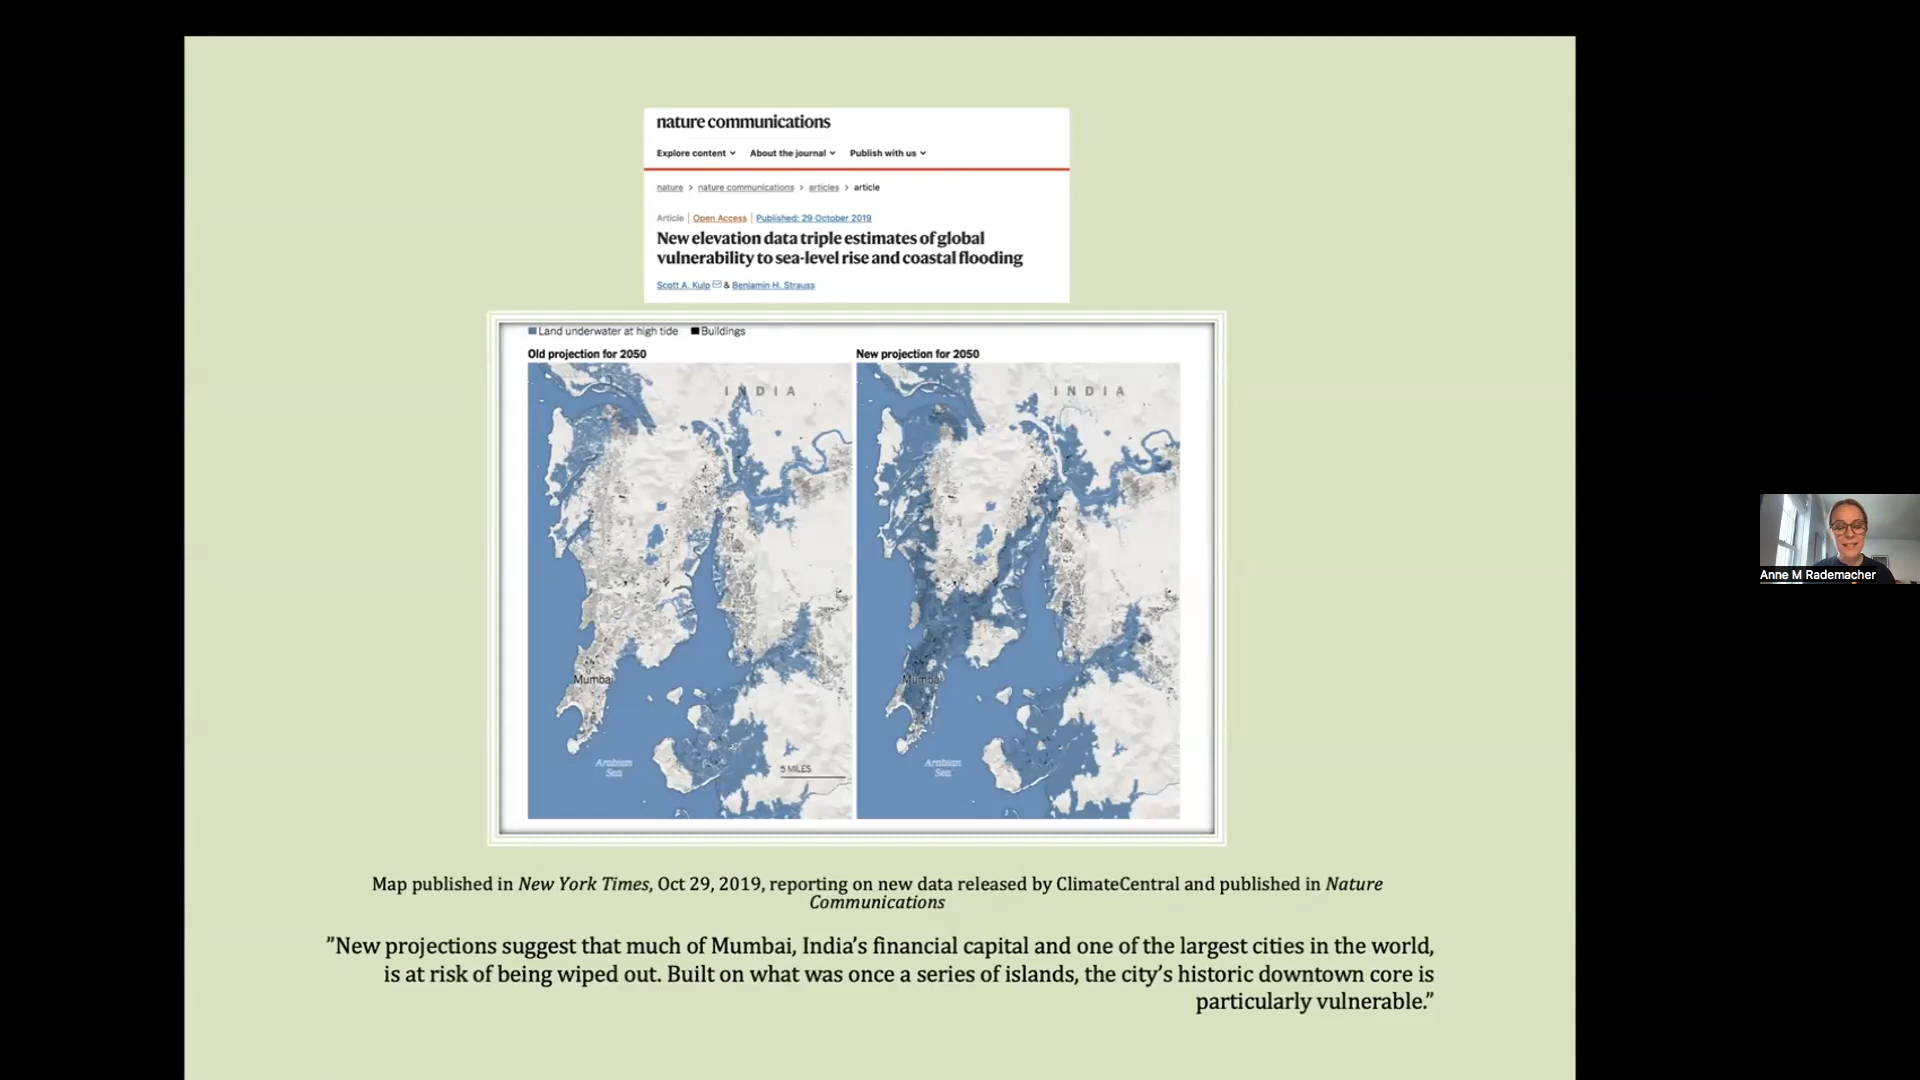 nature communications
Explore content About the journal Publish with us
nature > nature communications > articles > article
Article | Open Access | Published: 29 October 2019
New elevation data triple estimates of global
vulnerability to sea-level rise and coastal flooding
Scott A. Kulp & Benjamin H. Strauss
Land underwater at high tide Buildings
Old projection for 2050
New projection for 2050
INDIA
INDIA
Mumbai
Mumbai
Arabian
Sea
5 MILES
Arabian
Sea
Anne M Rademacher
Map published in New York Times, Oct 29, 2019, reporting on new data released by ClimateCentral and published in Nature
Communications
”New projections suggest that much of Mumbai, India’s financial capital and one of the largest cities in the world,
is at risk of being wiped out. Built on what was once a series of islands, the city’s historic downtown core is
particularly vulnerable.”